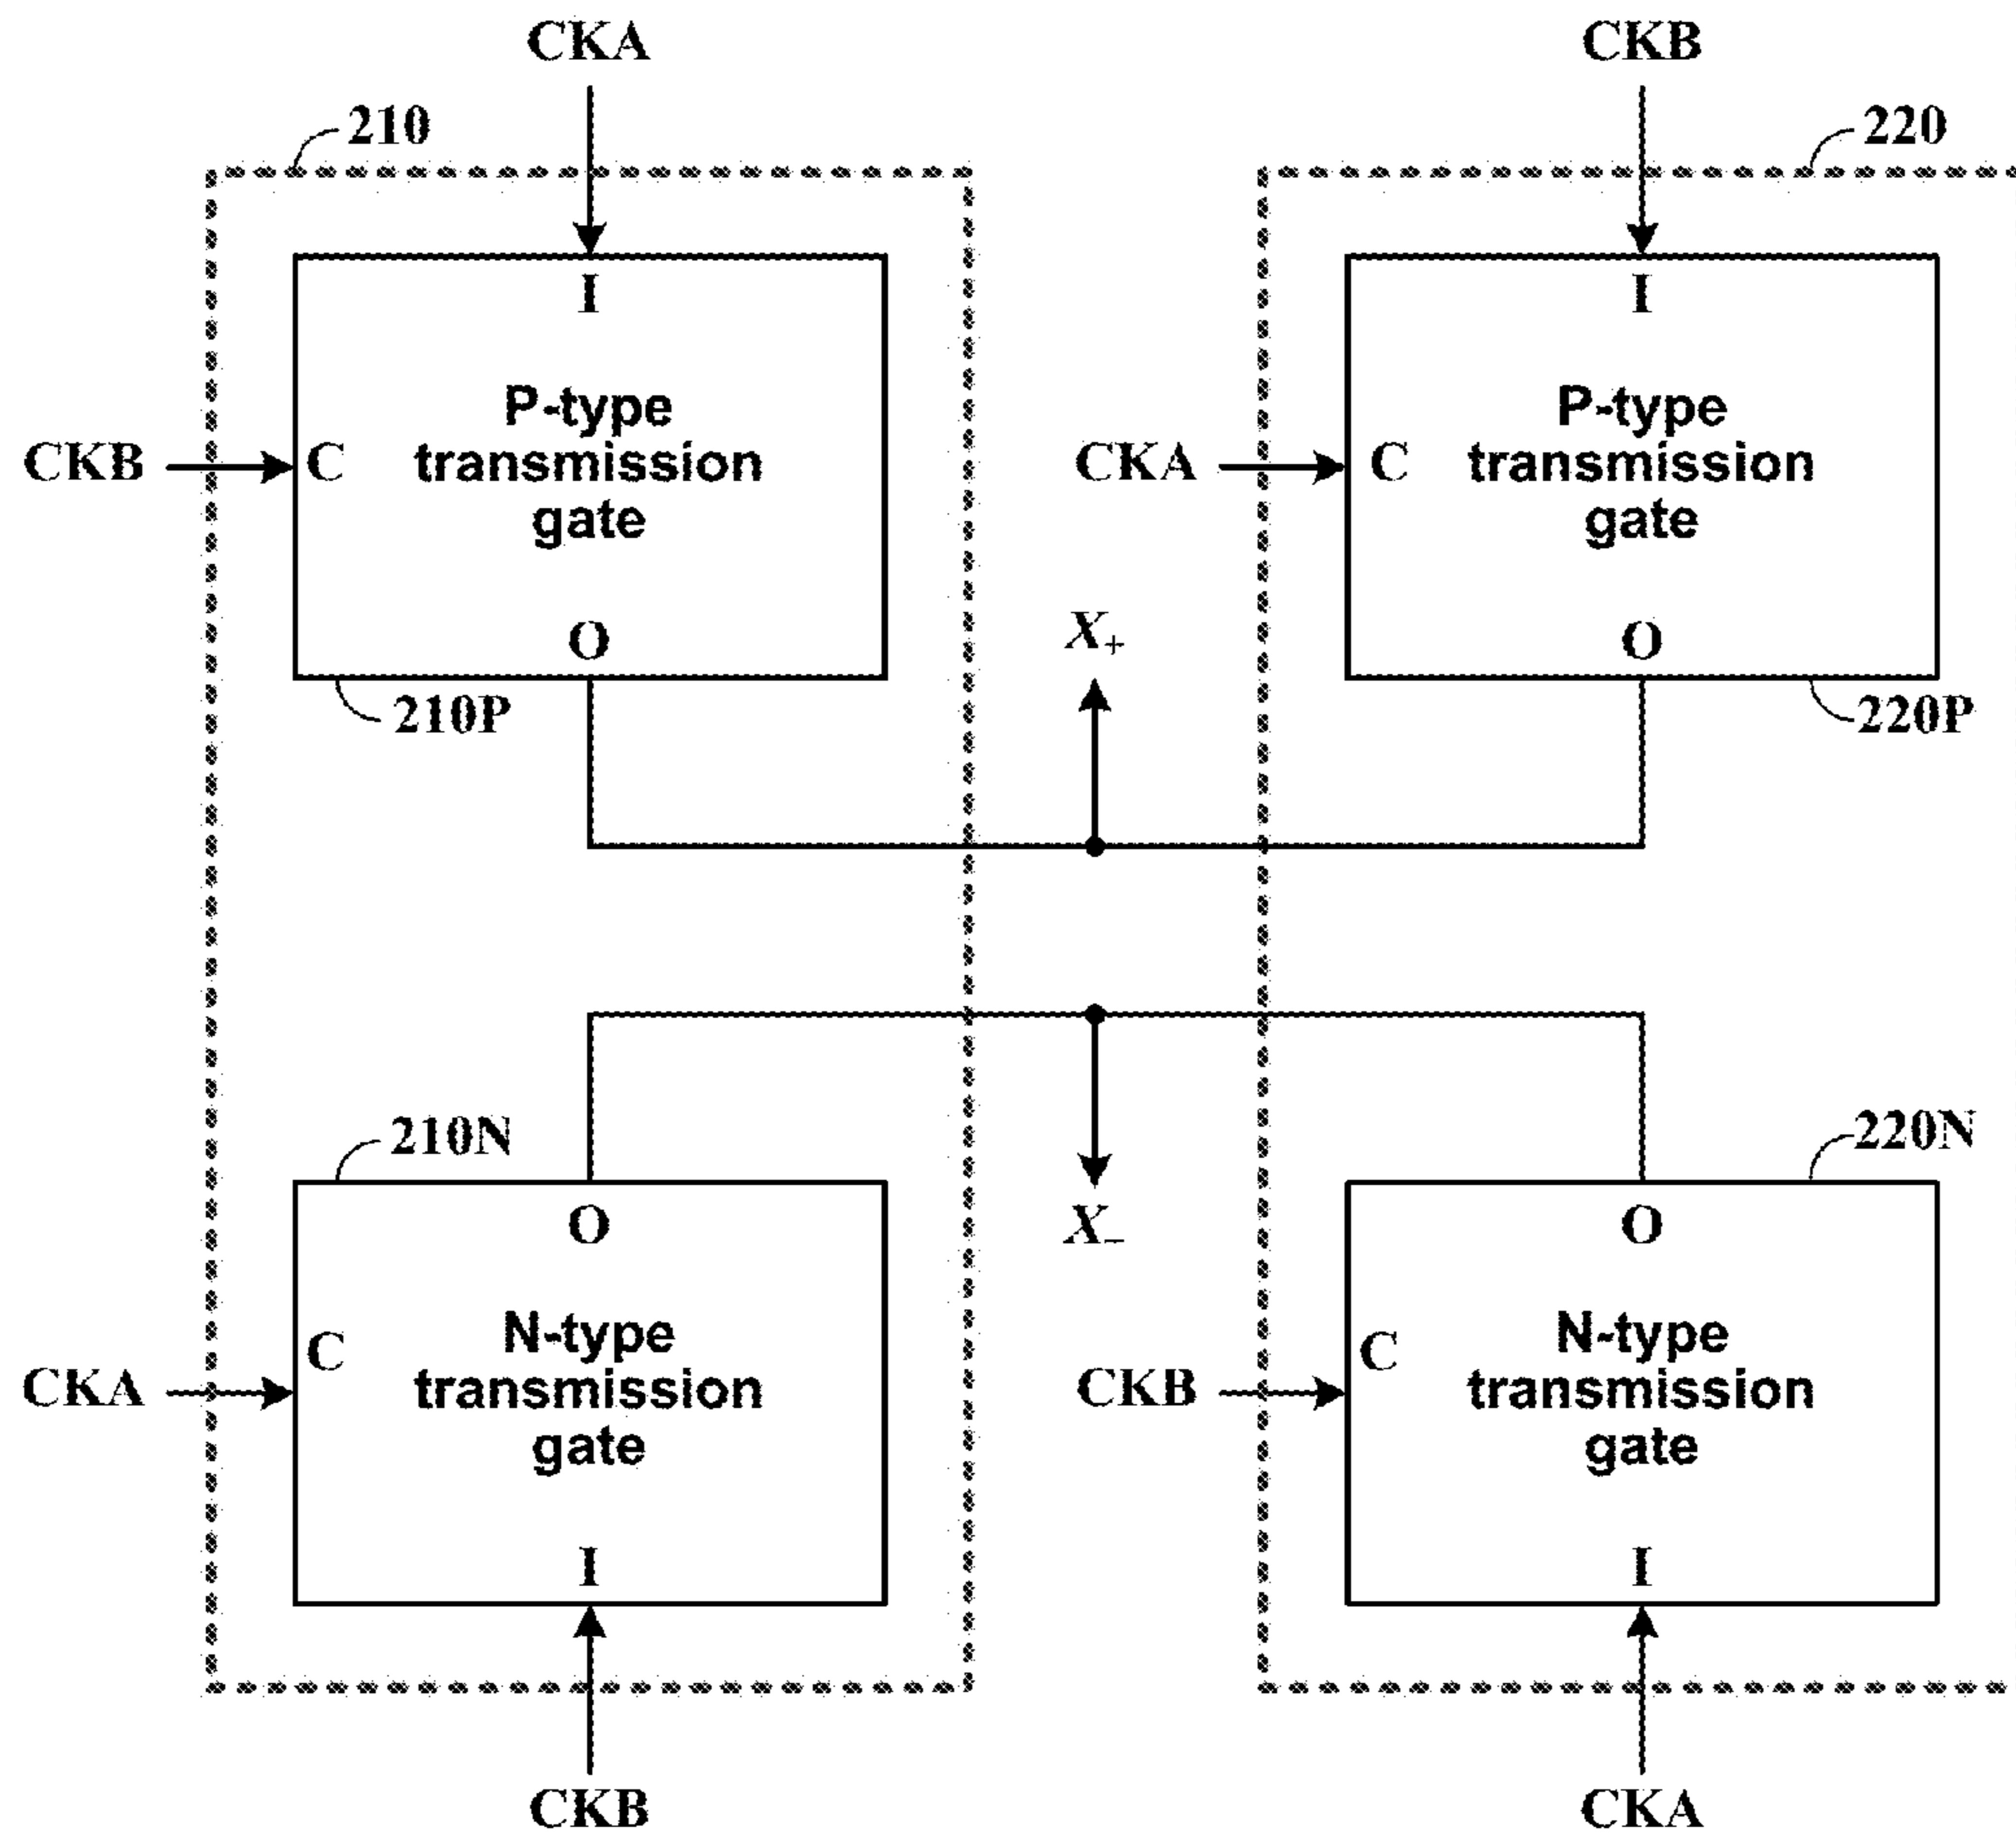 CKA
CKB
210
220
I
I
P-type
transmission
gate
P-type
transmission
gate
CKB
C
CKA
C
O
O
X+
210P
220P
210N
220N
O
O
X−
C
N-type
transmission
gate
C
N-type
transmission
gate
CKA
CKB
I
I
CKB
CKA